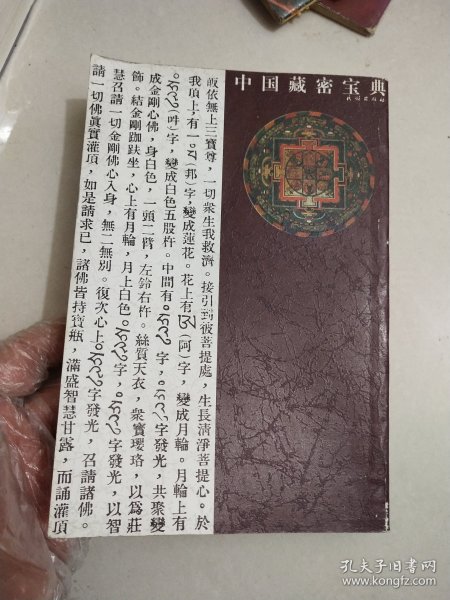 中国藏密宝典
民族出版社
皈依無上三寶尊，一切衆生我救濟。接引到彼菩提處，生長清淨菩提心。於
我頂上有(邦)字，變成蓮花。花上有(阿)字，變成月輪。月輪上有
(吽)字，變成白色五股杵。中間有字，字發光，共聚變
成金剛心佛，身白色，一頭二臂，左鈴右杵。絲質天衣，衆寶瓔珞，以爲莊
飾。結金剛跏趺坐，心上有月輪，月上白色字，字發光，以智
慧召請一切金剛佛心入身，無二無別。復次心上字發光，召請諸佛。
請一切佛眞實灌頂，如是請求已，諸佛皆持寶瓶，滿盛智慧甘露，而誦灌頂
孔夫子旧书网
www.kongfz.com